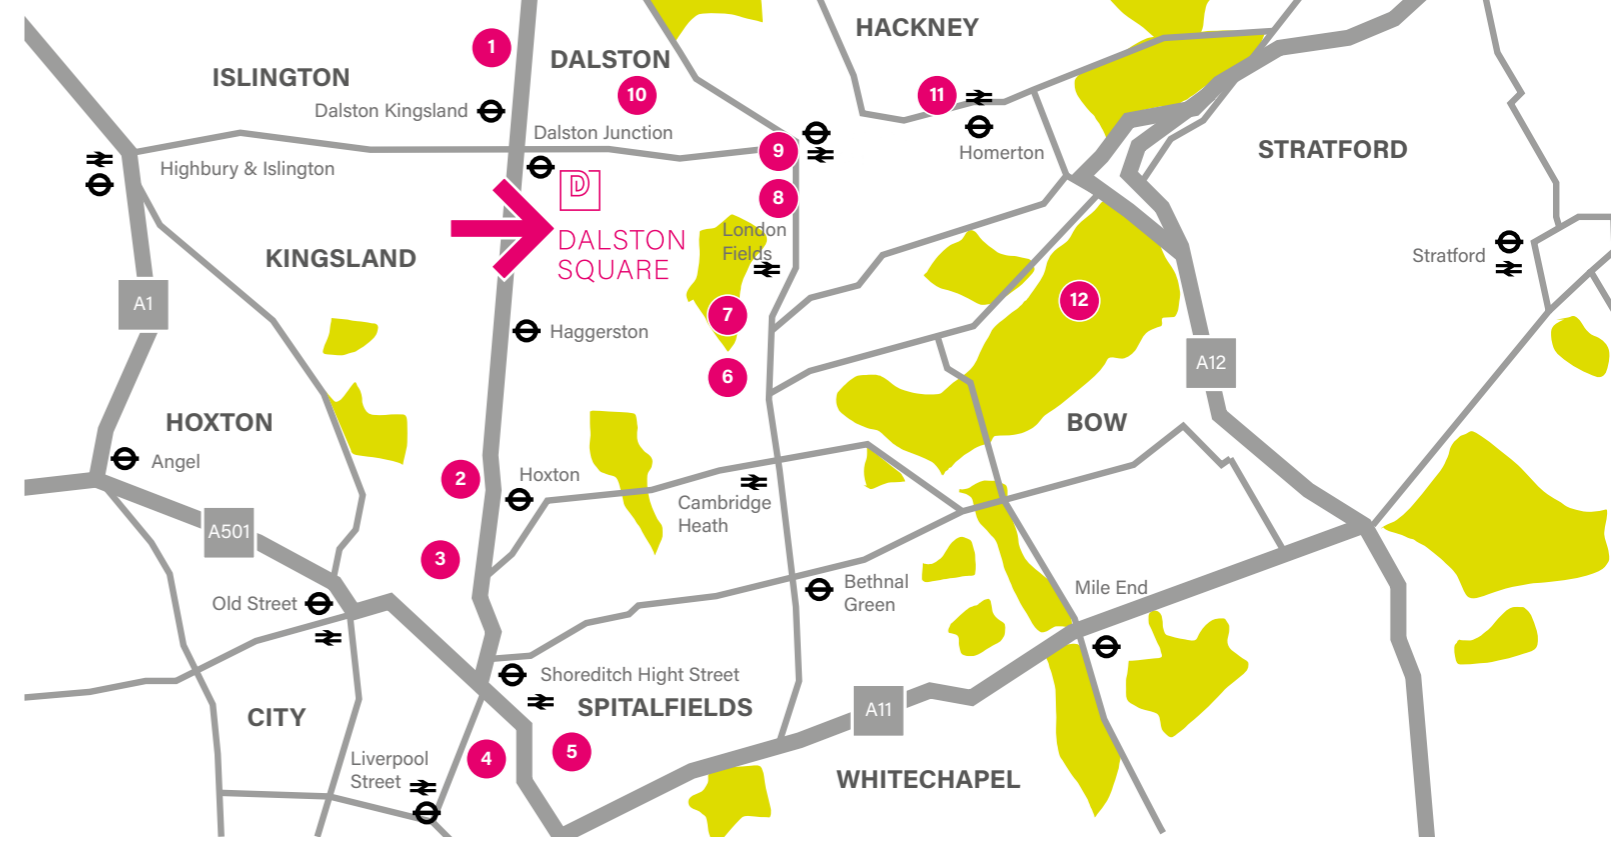 HACKNEY
1
DALSTON
ISLINGTON
10
11
Dalston Kingsland
Dalston Junction
9
Homerton
STRATFORD
Highbury & Islington
D
8
London
Fields
KINGSLAND
DALSTON
SQUARE
Stratford
A1
12
7
Haggerston
A12
6
HOXTON
BOW
Angel
2
Hoxton
Cambridge
Heath
A501
3
Bethnal
Green
Mile End
Old Street
Shoreditch Hight Street
SPITALFIELDS
A11
CITY
4
5
Liverpool
Street
WHITECHAPEL